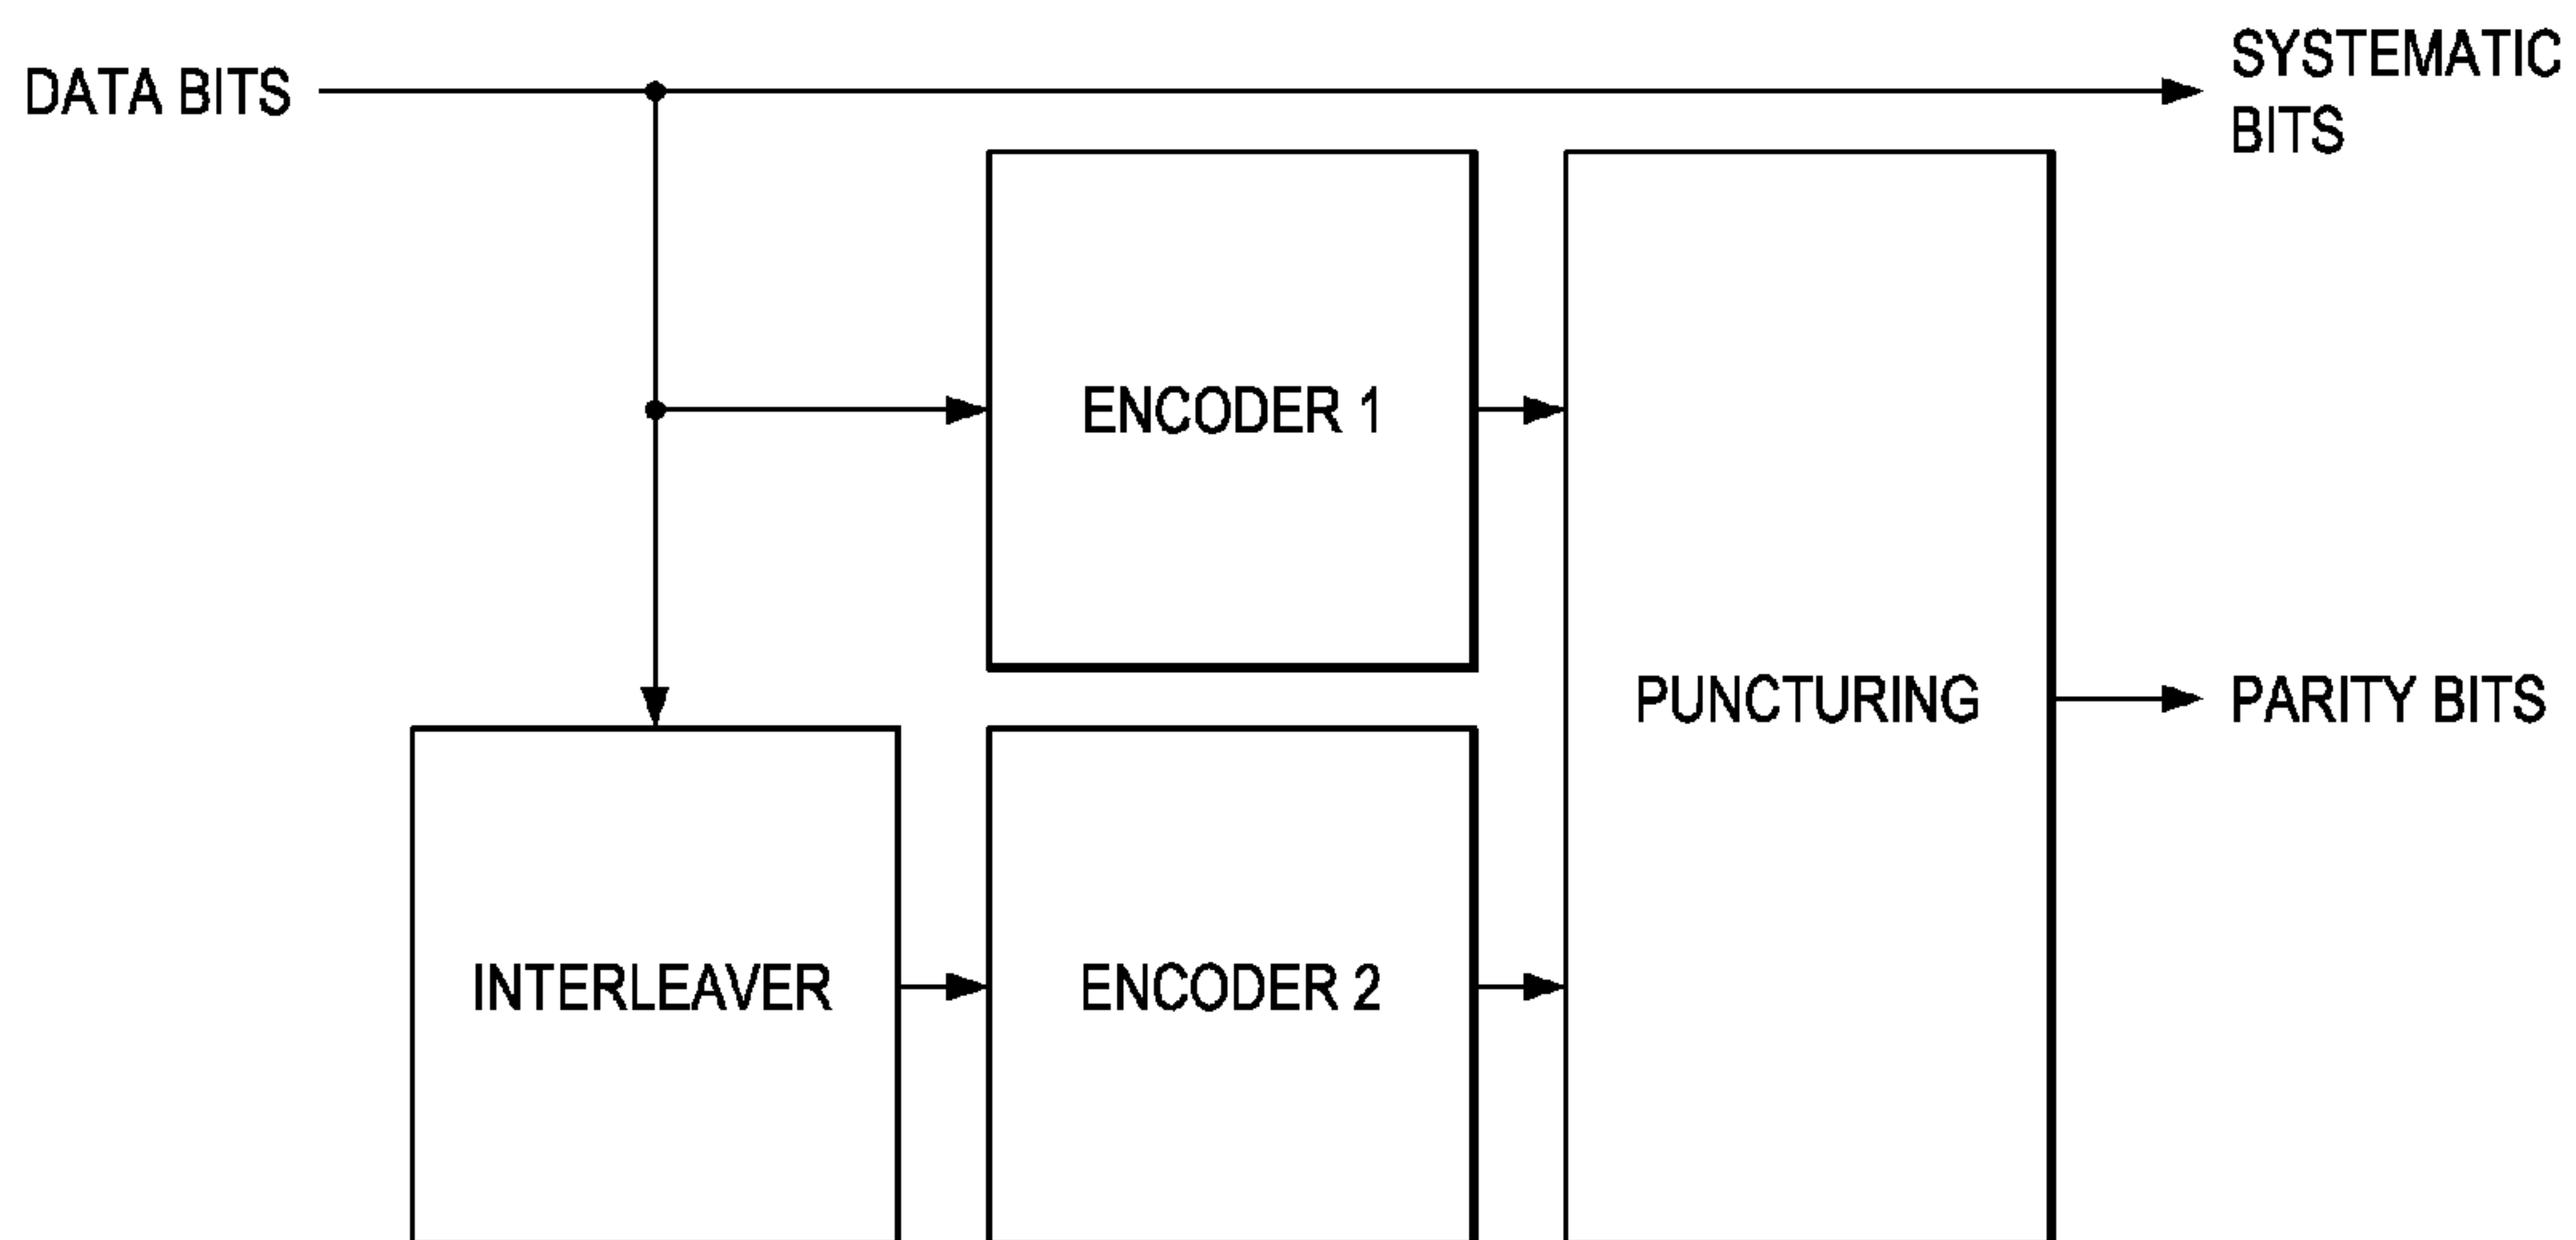 DATA BITS
SYSTEMATIC
BITS
ENCODER 1
PUNCTURING
PARITY BITS
INTERLEAVER
ENCODER 2